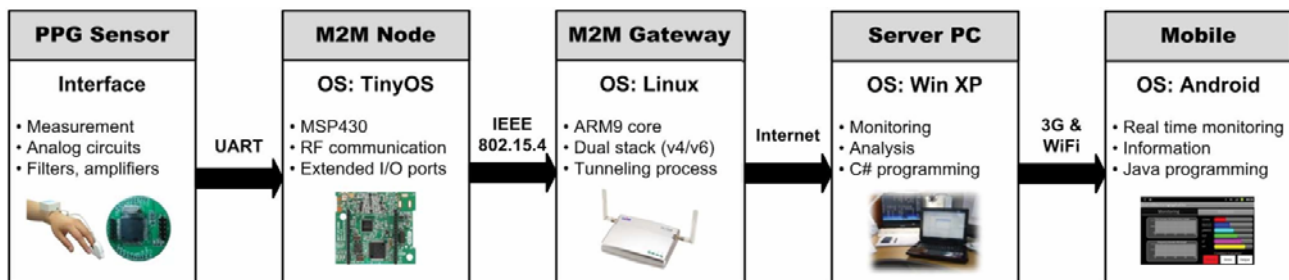 PPG Sensor
Interface
• Measurement
• Analog circuits
• Filters, amplifiers
UART
M2M Node
OS: TinyOS
• MSP430
• RF communication
• Extended I/O ports
IEEE
802.15.4
M2M Gateway
OS: Linux
• ARM9 core
• Dual stack (v4/v6)
• Tunneling process
Internet
Server PC
OS: Win XP
• Monitoring
• Analysis
• C# programming
3G &
WiFi
Mobile
OS: Android
• Real time monitoring
• Information
• Java programming
Monitoring